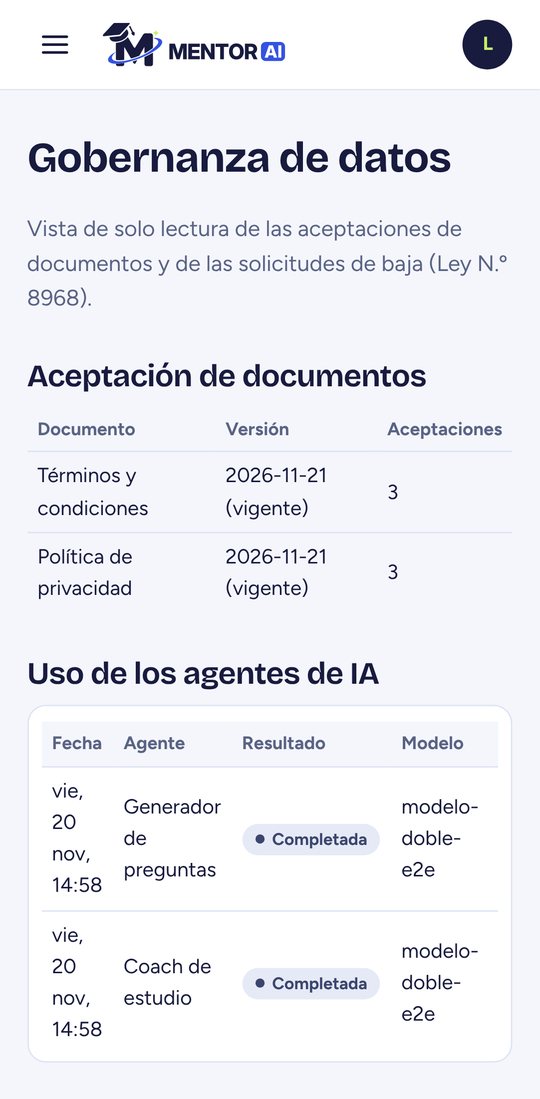 MENTOR AI
L
Gobernanza de datos
Vista de solo lectura de las aceptaciones de
documentos y de las solicitudes de baja (Ley N.º
8968).
Aceptación de documentos
Documento Versión Aceptaciones
Términos y condiciones 2026-11-21 (vigente) 3
Política de privacidad 2026-11-21 (vigente) 3
Uso de los agentes de IA
Fecha Agente Resultado Modelo
vie, 20 nov, 14:58 Generador de preguntas Completada modelo-doble-e2e
vie, 20 nov, 14:58 Coach de estudio Completada modelo-doble-e2e